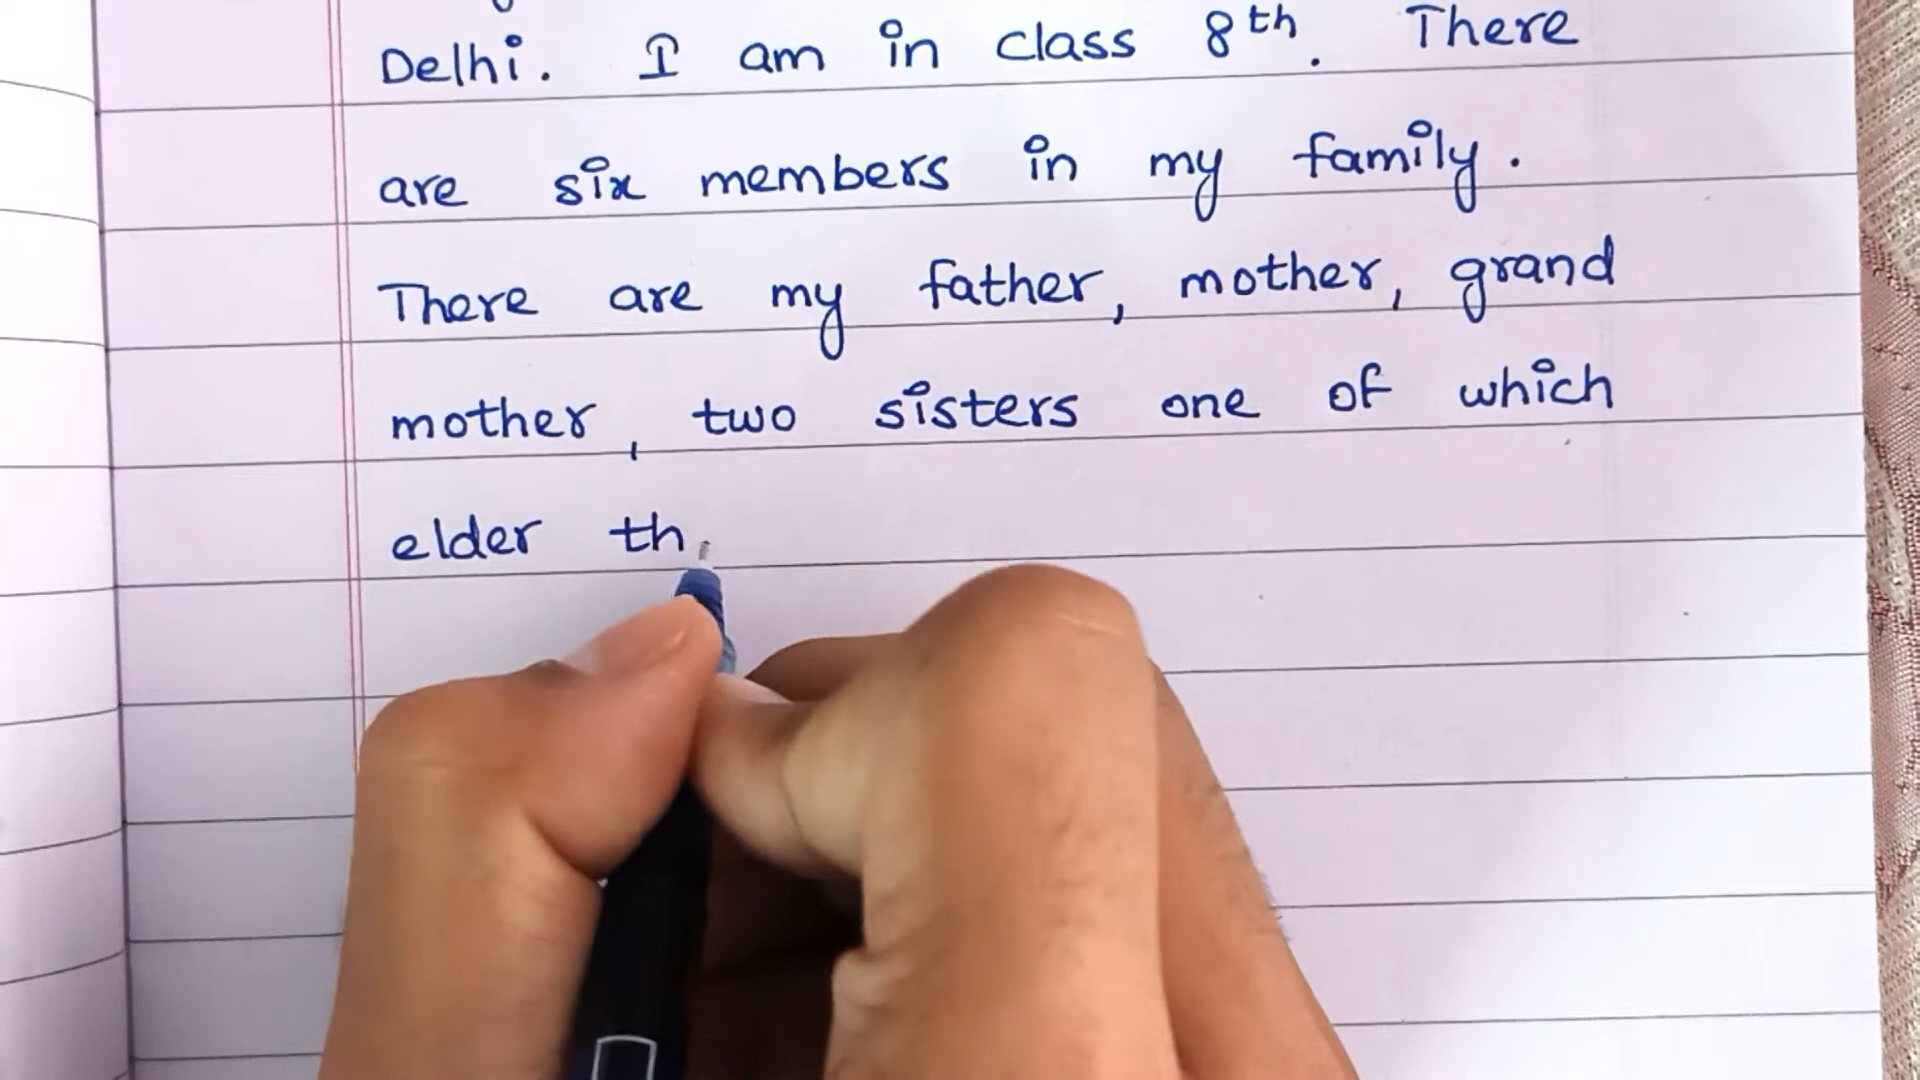 Delhi. I am in class 8th. There
are six members in my family.
There are my father, mother, grand
mother, two sisters one of which
elder th